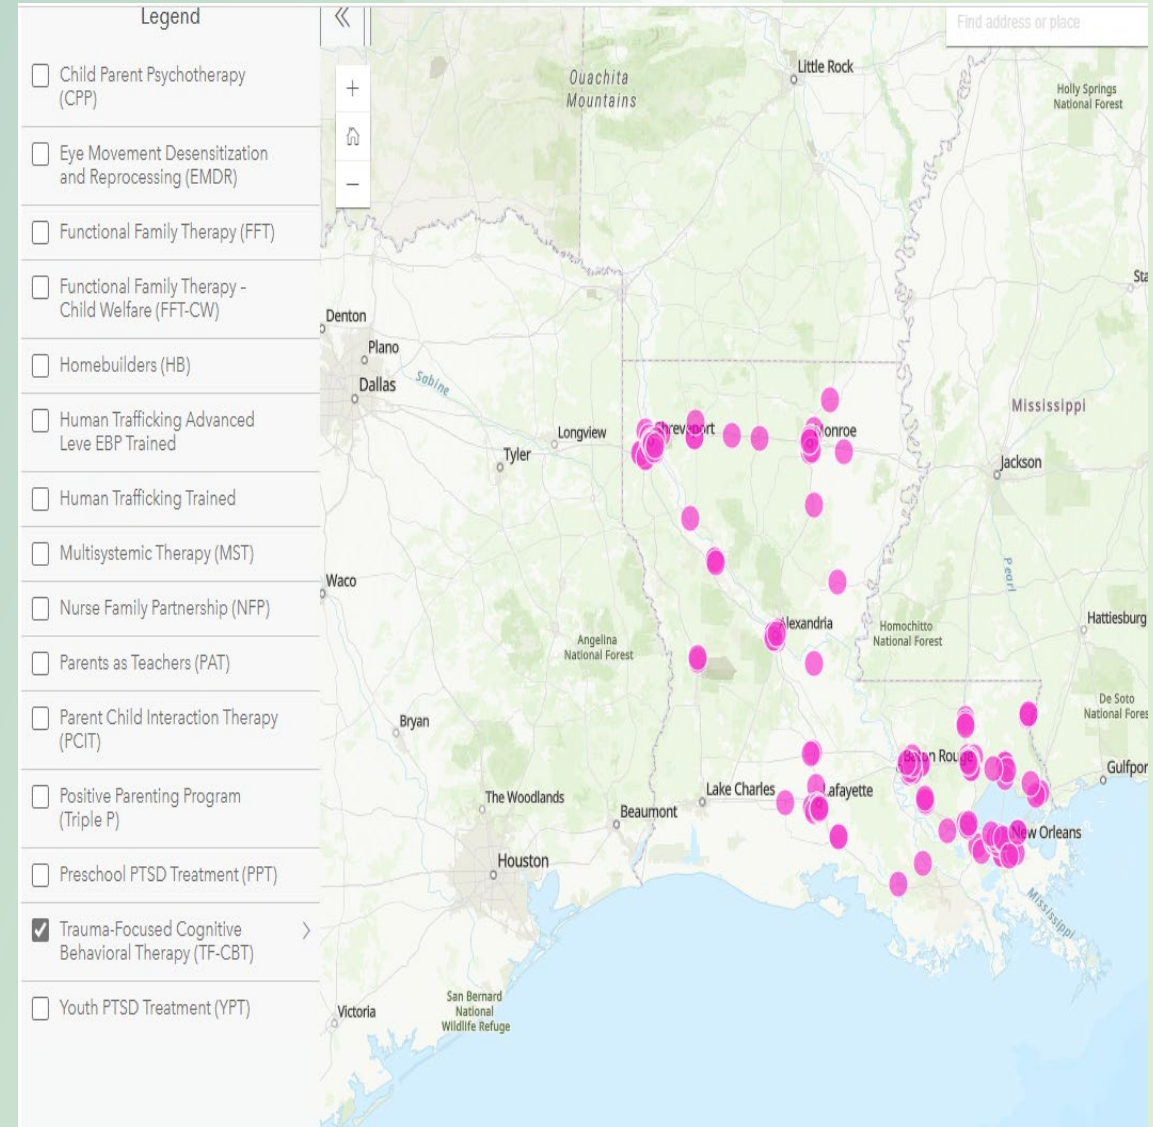 Legend
Child Parent Psychotherapy
(CPP)
Eye Movement Desensitization
and Reprocessing (EMDR)
Functional Family Therapy (FFT)
Functional Family Therapy -
Child Welfare (FFT-CW)
Homebuilders (HB)
Human Trafficking Advanced
Leve EBP Trained
Human Trafficking Trained
Multisystemic Therapy (MST)
Nurse Family Partnership (NFP)
Parents as Teachers (PAT)
Parent Child Interaction Therapy
(PCIT)
Positive Parenting Program
(Triple P)
Preschool PTSD Treatment (PPT)
Trauma-Focused Cognitive
Behavioral Therapy (TF-CBT)
Youth PTSD Treatment (YPT)
Find address or place
Little Rock
Ouachita
Mountains
Holly Springs
National Forest
Denton
Plano
Dallas
Sabine
Mississippi
Longview
Tyler
Jackson
Waco
Pearl
Hattiesburg
Homochitto
National Forest
Angelina
National Forest
De Soto
Bryan
Gulfpor
The Woodlands
Lake Charles
Beaumont
New Orleans
Houston
Mississippi
San Bernard
National
Wildlife Refuge
Victoria